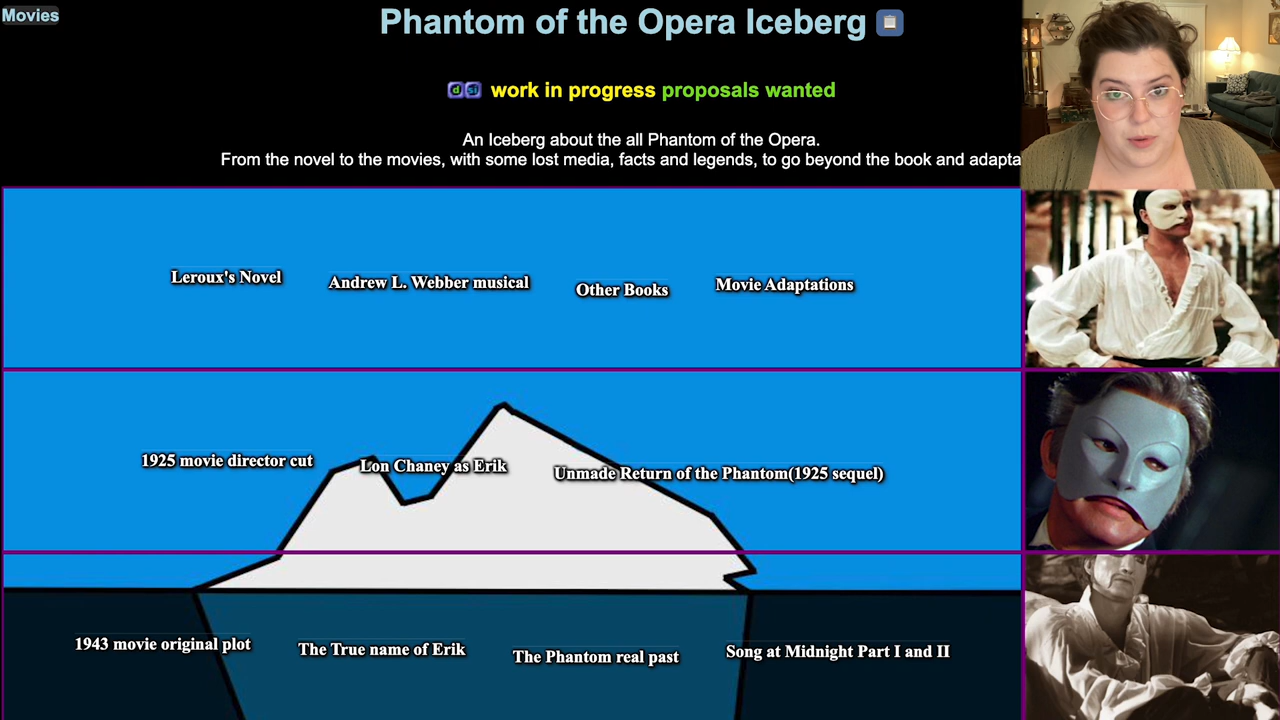 Movies
Phantom of the Opera Iceberg
d si work in progress proposals wanted
An Iceberg about the all Phantom of the Opera.
From the novel to the movies, with some lost media, facts and legends, to go beyond the book and adapta
Leroux's Novel
Andrew L. Webber musical
Other Books
Movie Adaptations
1925 movie director cut
Lon Chaney as Erik
Unmade Return of the Phantom(1925 sequel)
1943 movie original plot
The True name of Erik
The Phantom real past
Song at Midnight Part I and II